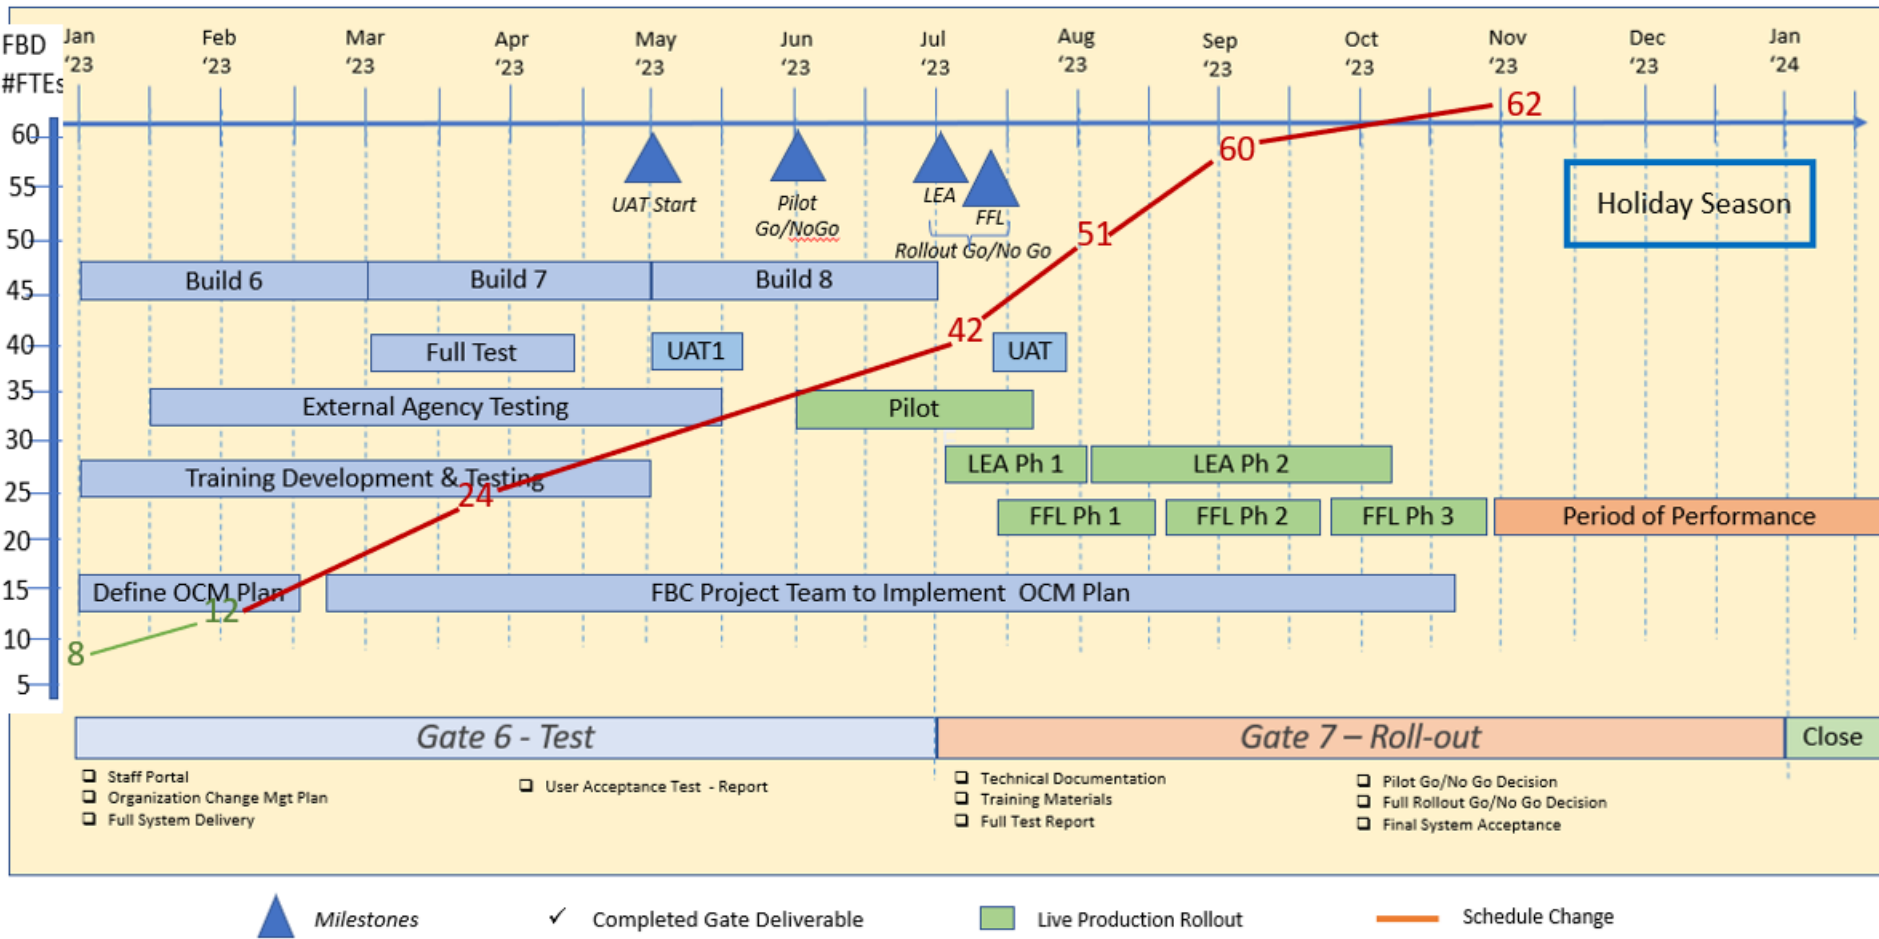 FBD
#FTEs
Jan
‘23
Feb
‘23
Mar
‘23
Apr
‘23
May
‘23
Jun
‘23
Jul
‘23
Aug
‘23
Sep
‘23
Oct
‘23
Nov
‘23
Dec
‘23
Jan
‘24
60
55
50
45
40
35
30
25
20
15
10
5
62
60
51
42
24
12
8
UAT Start
Pilot
Go/NoGo
LEA
FFL
Rollout Go/No Go
Holiday Season
Build 6
Build 7
Build 8
Full Test
UAT1
UAT
External Agency Testing
Pilot
Training Development & Testing
LEA Ph 1
LEA Ph 2
FFL Ph 1
FFL Ph 2
FFL Ph 3
Period of Performance
Define OCM Plan
FBC Project Team to Implement OCM Plan
Gate 6 - Test
Gate 7 – Roll-out
Close
❑ Staff Portal
❑ Organization Change Mgt Plan
❑ Full System Delivery
❑ User Acceptance Test - Report
❑ Technical Documentation
❑ Training Materials
❑ Full Test Report
❑ Pilot Go/No Go Decision
❑ Full Rollout Go/No Go Decision
❑ Final System Acceptance
Milestones
✓ Completed Gate Deliverable
Live Production Rollout
Schedule Change